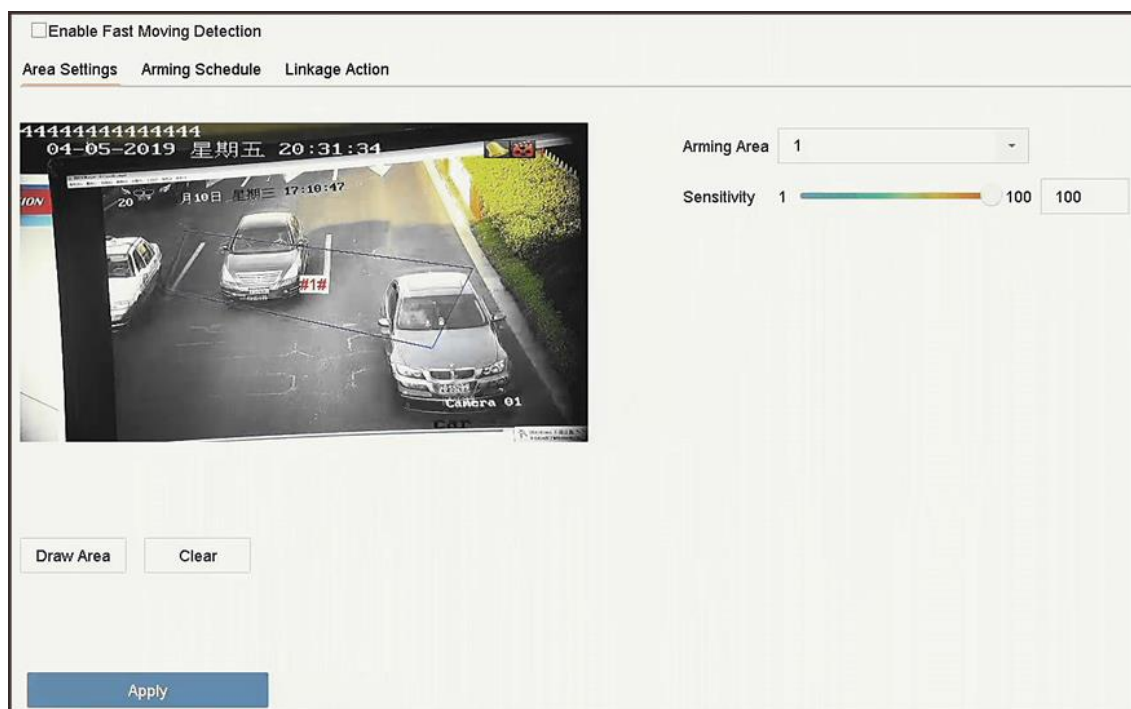 Enable Fast Moving Detection
Area Settings Arming Schedule Linkage Action
44444444444444
04-05-2019 星期五 20:31:34
ION
20
月10日 星期三 17:10:47
#1#
Camera 01
Arming Area 1
Sensitivity 1 100 100
Draw Area Clear
Apply